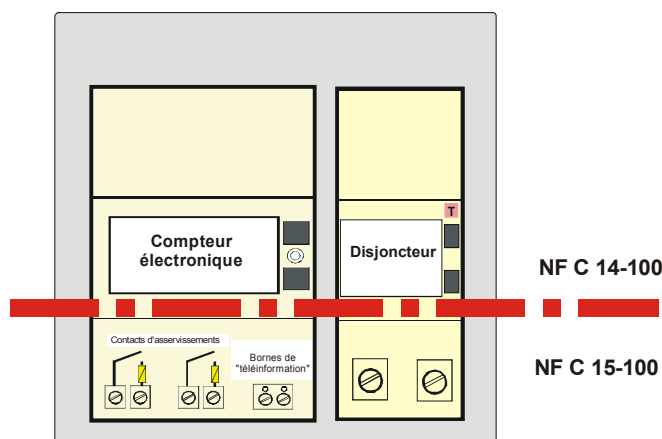 T
Compteur
électronique
Disjoncteur
NF C 14-100
Contacts d'asservissements
Bornes de
"téléinformation"
NF C 15-100